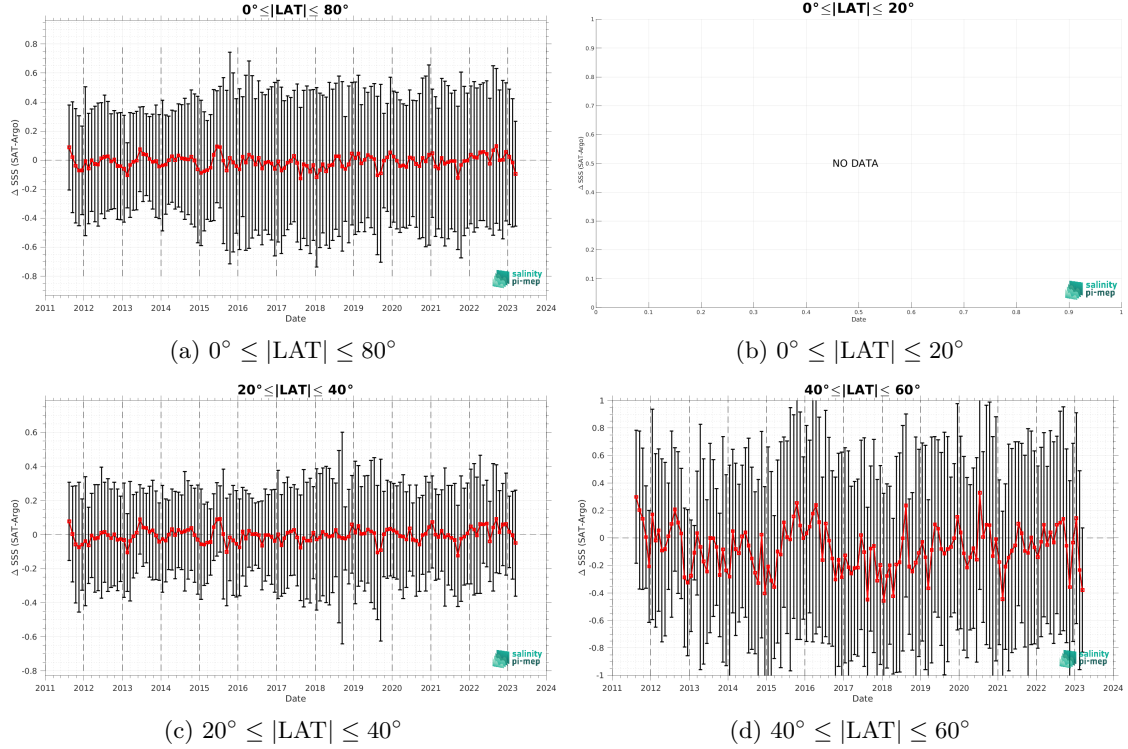 0°≤|LAT|≤ 80°
Δ SSS (SAT-Argo)
0.8
0.6
0.4
0.2
0
-0.2
-0.4
-0.6
-0.8
2011 2012 2013 2014 2015 2016 2017 2018 2019 2020 2021 2022 2023 2024
Date
salinity
pi-mep
(a) 0° ≤ |LAT| ≤ 80°
0°≤|LAT|≤ 20°
Δ SSS (SAT-Argo)
1
0.9
0.8
0.7
0.6
0.5
0.4
0.3
0.2
0.1
0
NO DATA
0 0.1 0.2 0.3 0.4 0.5 0.6 0.7 0.8 0.9 1
Date
salinity
pi-mep
(b) 0° ≤ |LAT| ≤ 20°
20°≤|LAT|≤ 40°
Δ SSS (SAT-Argo)
0.6
0.4
0.2
0
-0.2
-0.4
-0.6
-0.8
2011 2012 2013 2014 2015 2016 2017 2018 2019 2020 2021 2022 2023 2024
Date
salinity
pi-mep
(c) 20° ≤ |LAT| ≤ 40°
40°≤|LAT|≤ 60°
Δ SSS (SAT-Argo)
1
0.8
0.6
0.4
0.2
0
-0.2
-0.4
-0.6
-0.8
-1
2011 2012 2013 2014 2015 2016 2017 2018 2019 2020 2021 2022 2023 2024
Date
salinity
pi-mep
(d) 40° ≤ |LAT| ≤ 60°